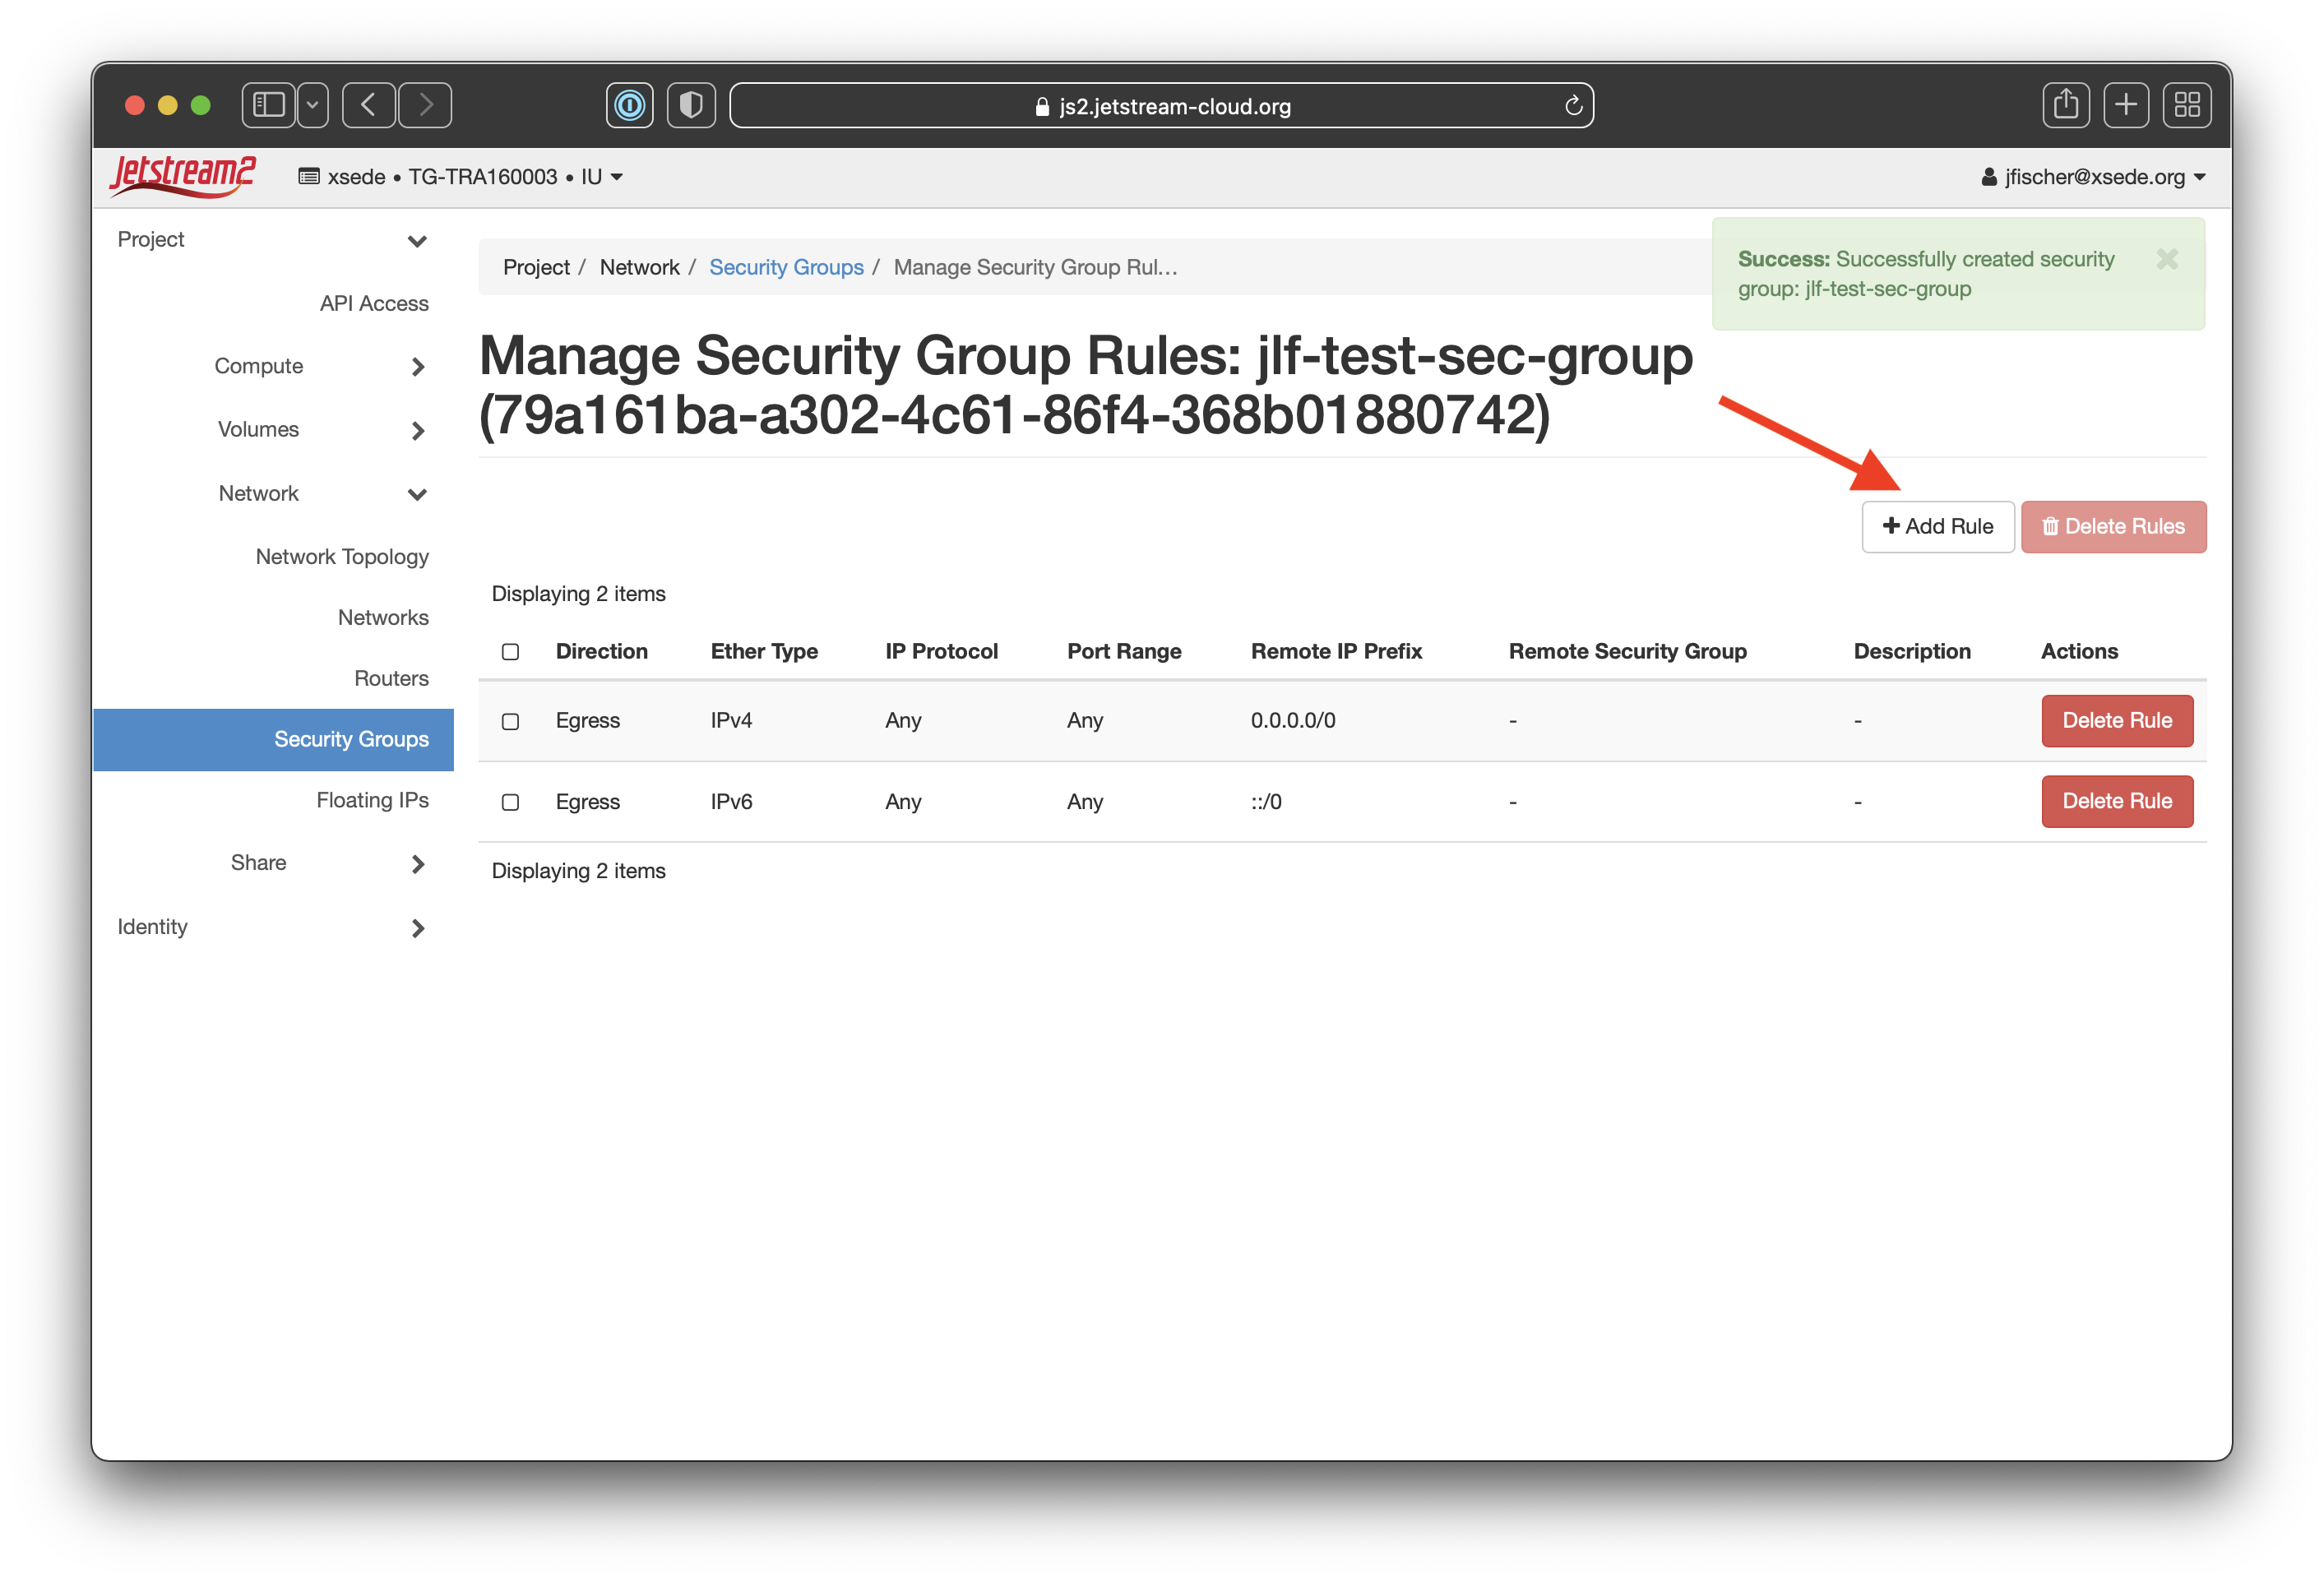 js2.jetstream-cloud.org
Jetstream2
xsede • TG-TRA160003 • IU
jfischer@xsede.org
Project
API Access
Compute
Volumes
Network
Network Topology
Networks
Routers
Security Groups
Floating IPs
Share
Identity
Project / Network / Security Groups / Manage Security Group Rul...
Success: Successfully created security
group: jlf-test-sec-group
Manage Security Group Rules: jlf-test-sec-group
(79a161ba-a302-4c61-86f4-368b01880742)
Add Rule
Delete Rules
Displaying 2 items
Direction Ether Type IP Protocol Port Range Remote IP Prefix Remote Security Group Description Actions
Egress IPv4 Any Any 0.0.0.0/0 - - Delete Rule
Egress IPv6 Any Any ::/0 - - Delete Rule
Displaying 2 items